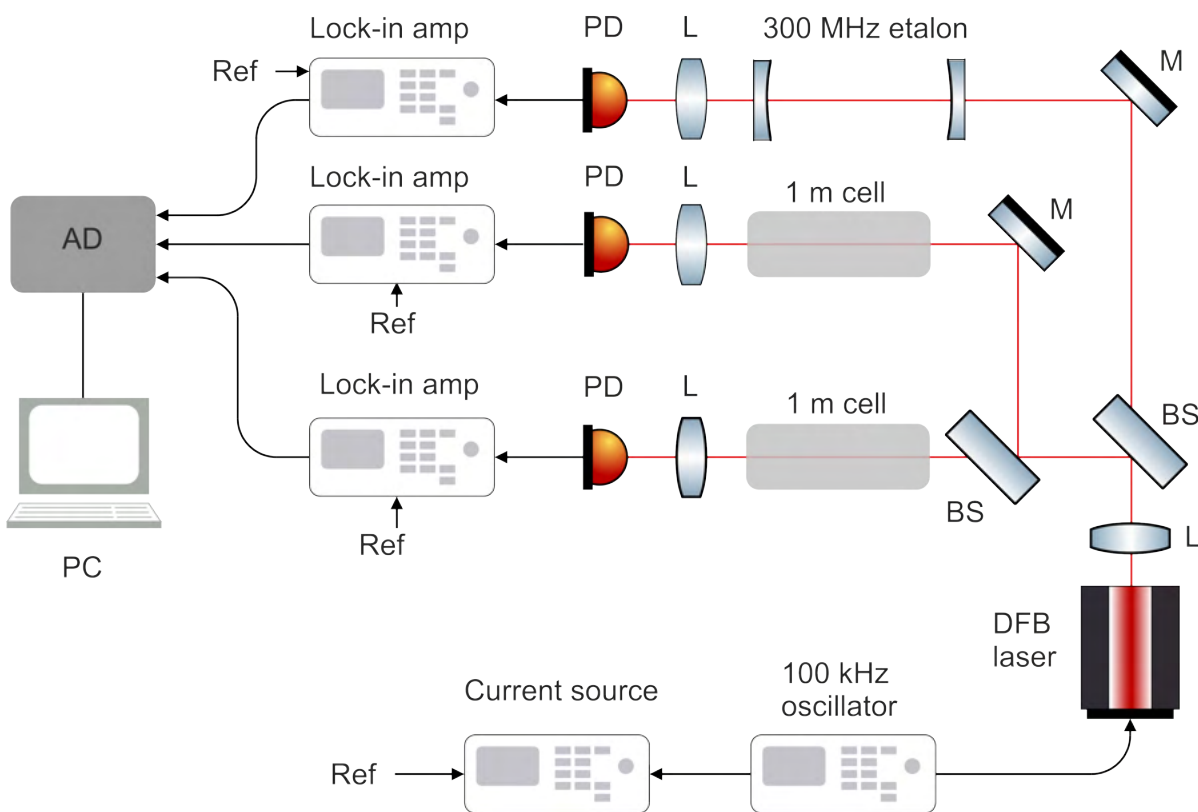 Lock-in amp
PD
L
300 MHz etalon
M
Ref
Lock-in amp
PD
L
1 m cell
M
AD
Ref
Lock-in amp
PD
L
1 m cell
BS
BS
Ref
PC
L
DFB
laser
Current source
100 kHz
oscillator
Ref